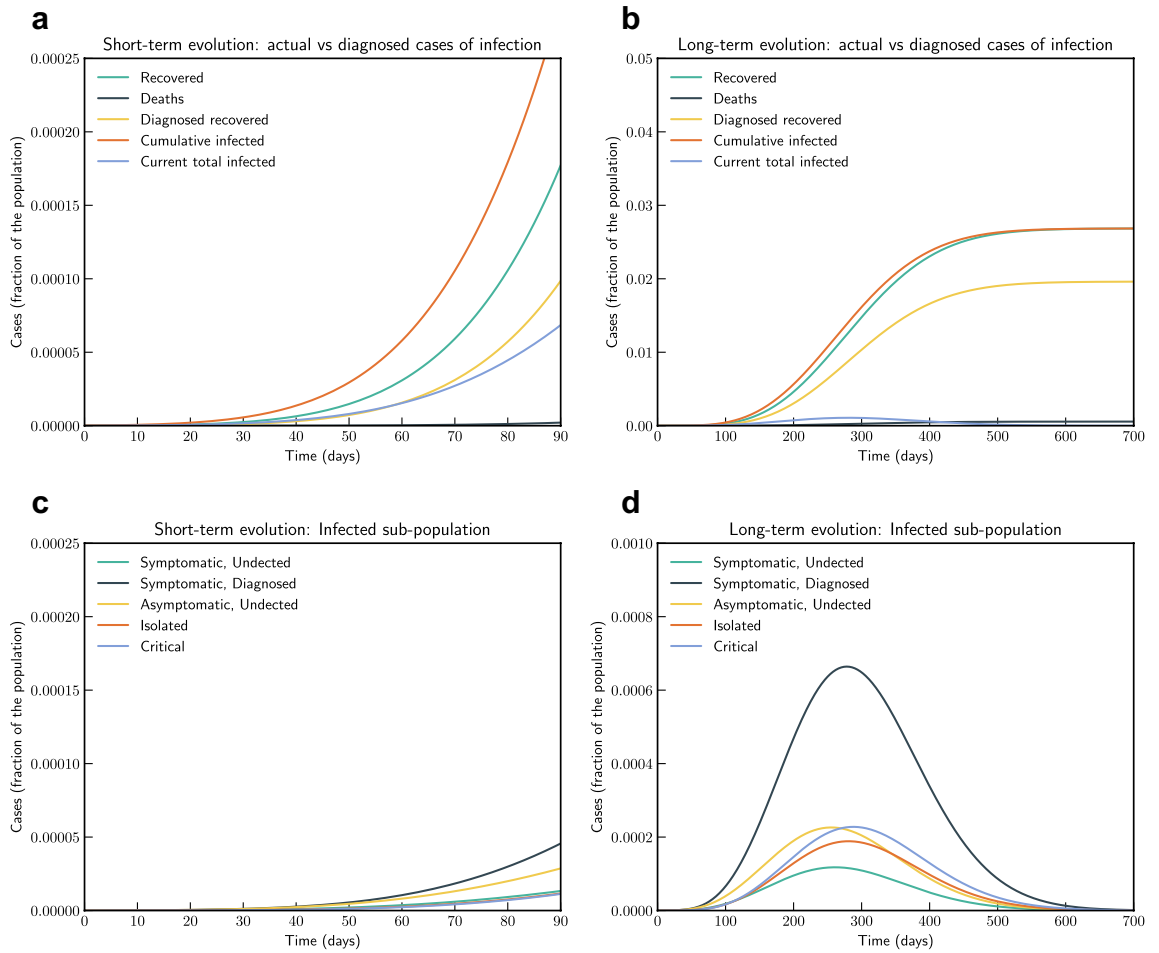 a
Short-term evolution: actual vs diagnosed cases of infection
Cases (fraction of the population)
0.00025
0.00020
0.00015
0.00010
0.00005
0.00000
Recovered
Deaths
Diagnosed recovered
Cumulative infected
Current total infected
0 10 20 30 40 50 60 70 80 90
Time (days)
b
Long-term evolution: actual vs diagnosed cases of infection
Cases (fraction of the population)
0.05
0.04
0.03
0.02
0.01
0.00
Recovered
Deaths
Diagnosed recovered
Cumulative infected
Current total infected
0 100 200 300 400 500 600 700
Time (days)
c
Short-term evolution: Infected sub-population
Cases (fraction of the population)
0.00025
0.00020
0.00015
0.00010
0.00005
0.00000
Symptomatic, Undected
Symptomatic, Diagnosed
Asymptomatic, Undected
Isolated
Critical
0 10 20 30 40 50 60 70 80 90
Time (days)
d
Long-term evolution: Infected sub-population
Cases (fraction of the population)
0.0010
0.0008
0.0006
0.0004
0.0002
0.0000
Symptomatic, Undected
Symptomatic, Diagnosed
Asymptomatic, Undected
Isolated
Critical
0 100 200 300 400 500 600 700
Time (days)